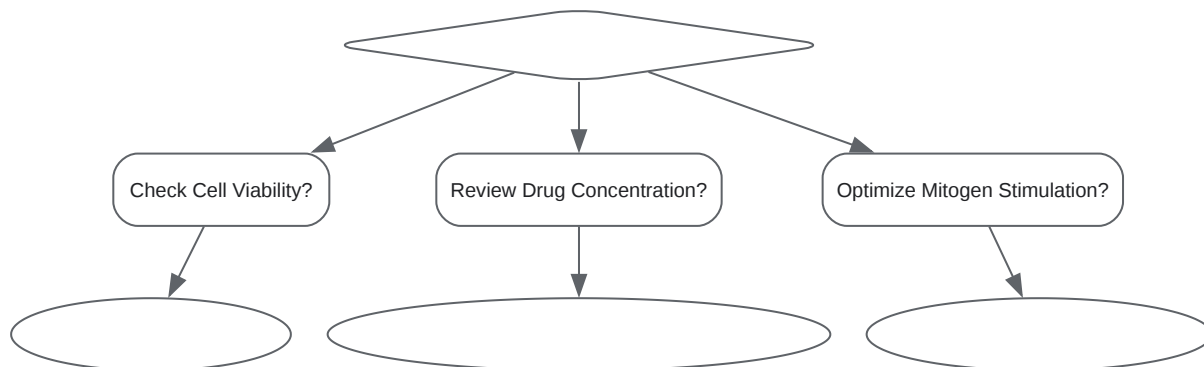 Check Cell Viability?
Review Drug Concentration?
Optimize Mitogen Stimulation?